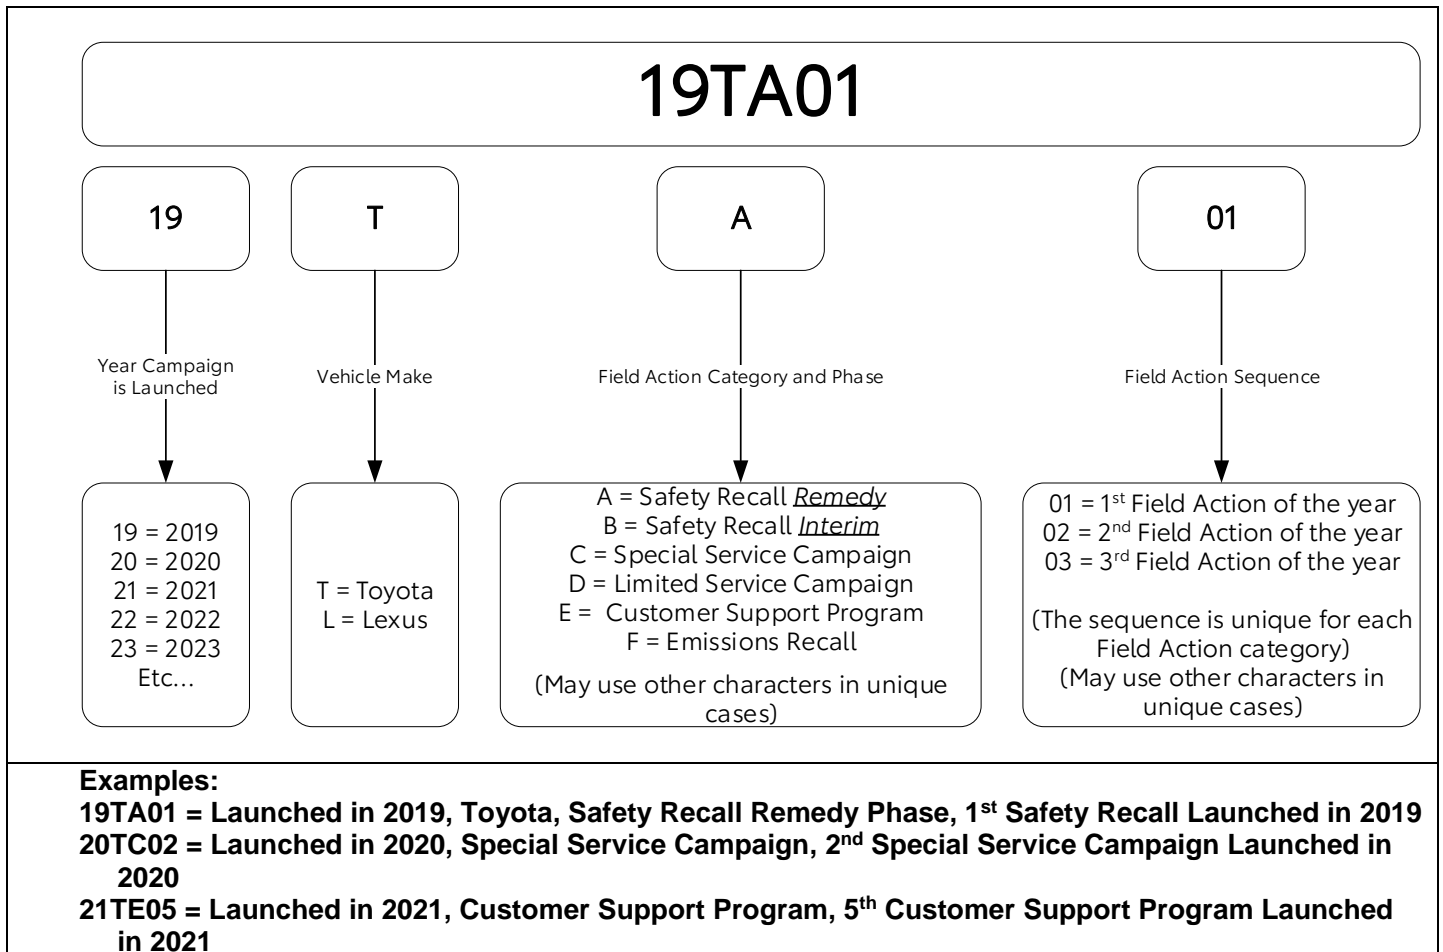 19TA01
19
T
A
01
Year Campaign
is Launched
Vehicle Make
Field Action Category and Phase
Field Action Sequence
19 = 2019
20 = 2020
21 = 2021
22 = 2022
23 = 2023
Etc...
T = Toyota
L = Lexus
A = Safety Recall Remedy
B = Safety Recall Interim
C = Special Service Campaign
D = Limited Service Campaign
E =  Customer Support Program
F = Emissions Recall
(May use other characters in unique
cases)
01 = 1st Field Action of the year
02 = 2nd Field Action of the year
03 = 3rd Field Action of the year
(The sequence is unique for each
Field Action category)
(May use other characters in
unique cases)
Examples:
19TA01 = Launched in 2019, Toyota, Safety Recall Remedy Phase, 1st Safety Recall Launched in 2019
20TC02 = Launched in 2020, Special Service Campaign, 2nd Special Service Campaign Launched in
2020
21TE05 = Launched in 2021, Customer Support Program, 5th Customer Support Program Launched
in 2021